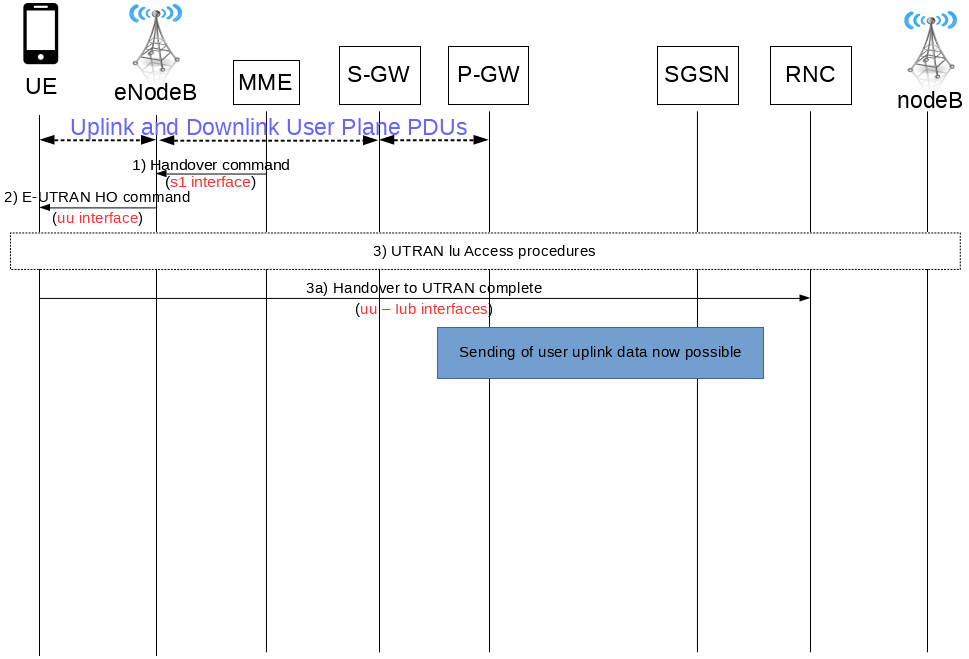 UE
eNodeB
MME
S-GW
P-GW
SGSN
RNC
nodeB
Uplink and Downlink User Plane PDUs
1) Handover command
(s1 interface)
2) E-UTRAN HO command
(uu interface)
3) UTRAN lu Access procedures
3a) Handover to UTRAN complete
(uu – Iub interfaces)
Sending of user uplink data now possible